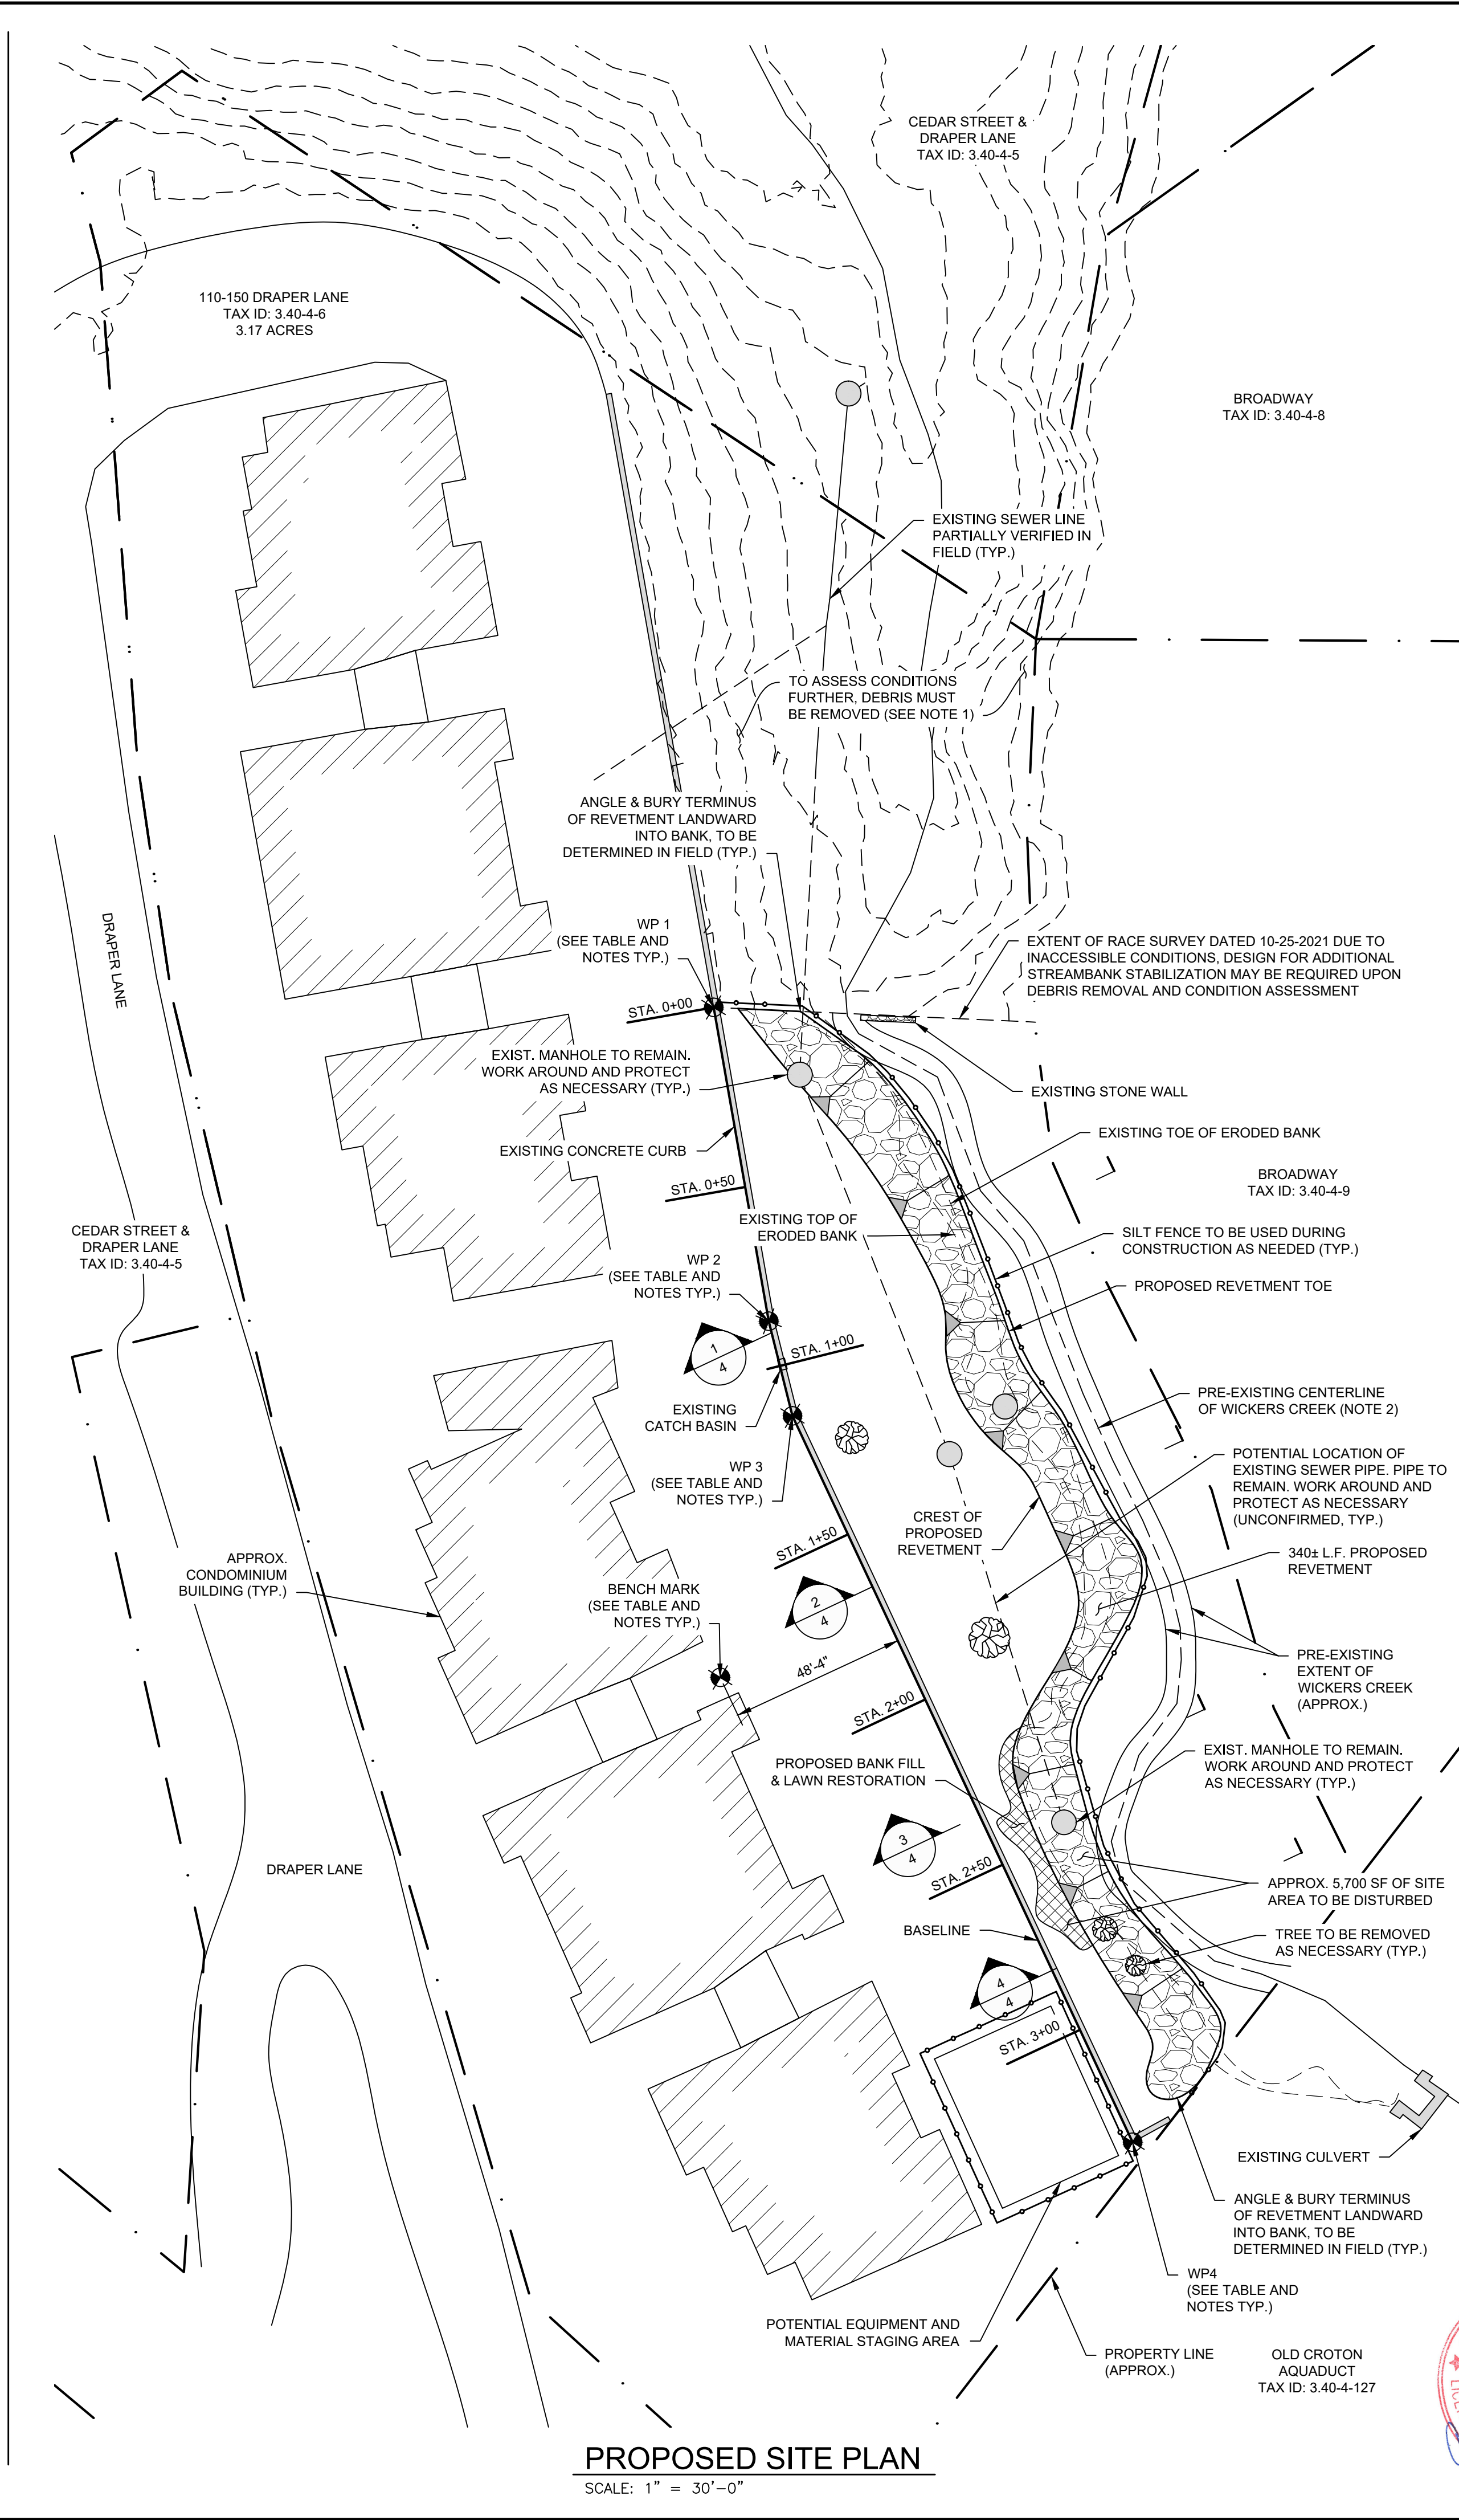 CEDAR STREET &
DRAPER LANE
TAX ID: 3.40-4-5
110-150 DRAPER LANE
TAX ID: 3.40-4-6
3.17 ACRES
BROADWAY
TAX ID: 3.40-4-8
EXISTING SEWER LINE
PARTIALLY VERIFIED IN
FIELD (TYP.)
TO ASSESS CONDITIONS
FURTHER, DEBRIS MUST
BE REMOVED (SEE NOTE 1)
ANGLE & BURY TERMINUS
OF REVETMENT LANDWARD
INTO BANK, TO BE
DETERMINED IN FIELD (TYP.)
DRAPER LANE
WP 1
(SEE TABLE AND
NOTES TYP.)
EXTENT OF RACE SURVEY DATED 10-25-2021 DUE TO
INACCESSIBLE CONDITIONS, DESIGN FOR ADDITIONAL
STREAMBANK STABILIZATION MAY BE REQUIRED UPON
DEBRIS REMOVAL AND CONDITION ASSESSMENT
STA. 0+00
EXIST. MANHOLE TO REMAIN.
WORK AROUND AND PROTECT
AS NECESSARY (TYP.)
EXISTING STONE WALL
EXISTING TOE OF ERODED BANK
EXISTING CONCRETE CURB
BROADWAY
TAX ID: 3.40-4-9
STA. 0+50
EXISTING TOP OF
ERODED BANK
CEDAR STREET &
DRAPER LANE
TAX ID: 3.40-4-5
SILT FENCE TO BE USED DURING
CONSTRUCTION AS NEEDED (TYP.)
WP 2
(SEE TABLE AND
NOTES TYP.)
PROPOSED REVETMENT TOE
1
4
STA. 1+00
EXISTING
CATCH BASIN
PRE-EXISTING CENTERLINE
OF WICKERS CREEK (NOTE 2)
WP 3
(SEE TABLE AND
NOTES TYP.)
POTENTIAL LOCATION OF
EXISTING SEWER PIPE. PIPE TO
REMAIN. WORK AROUND AND
PROTECT AS NECESSARY
(UNCONFIRMED, TYP.)
CREST OF
PROPOSED
REVETMENT
STA. 1+50
340± L.F. PROPOSED
REVETMENT
APPROX.
CONDOMINIUM
BUILDING (TYP.)
BENCH MARK
(SEE TABLE AND
NOTES TYP.)
2
4
48'-4"
PRE-EXISTING
EXTENT OF
WICKERS CREEK
(APPROX.)
STA. 2+00
PROPOSED BANK FILL
& LAWN RESTORATION
EXIST. MANHOLE TO REMAIN.
WORK AROUND AND PROTECT
AS NECESSARY (TYP.)
3
4
DRAPER LANE
STA. 2+50
APPROX. 5,700 SF OF SITE
AREA TO BE DISTURBED
BASELINE
TREE TO BE REMOVED
AS NECESSARY (TYP.)
4
4
STA. 3+00
EXISTING CULVERT
ANGLE & BURY TERMINUS
OF REVETMENT LANDWARD
INTO BANK, TO BE
DETERMINED IN FIELD (TYP.)
WP4
(SEE TABLE AND
NOTES TYP.)
POTENTIAL EQUIPMENT AND
MATERIAL STAGING AREA
PROPERTY LINE
(APPROX.)
OLD CROTON
AQUADUCT
TAX ID: 3.40-4-127
PROPOSED SITE PLAN
SCALE: 1” = 30’-0”